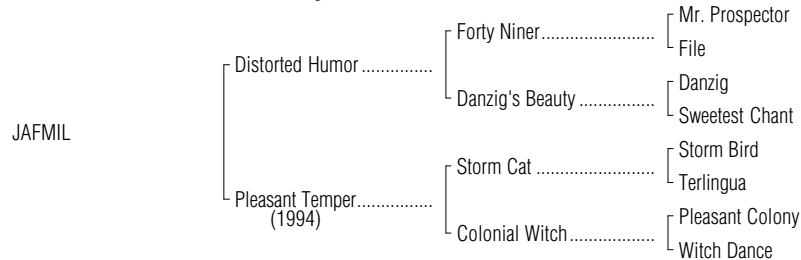 Mr. Prospector
Forty Niner
File
Distorted Humor
Danzig
Danzig's Beauty
Sweetest Chant
JAFMIL
Storm Bird
Storm Cat
Terlingua
Pleasant Temper
(1994)
Pleasant Colony
Colonial Witch
Witch Dance